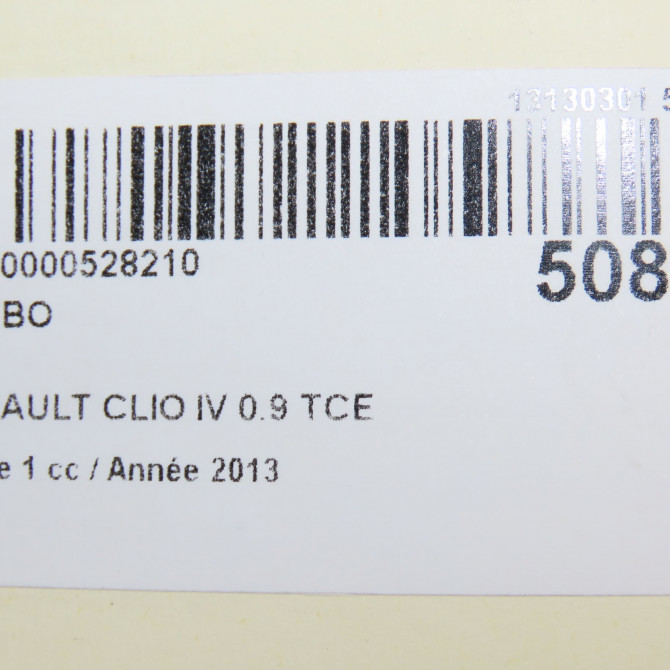 12130301 5
0000528210 508
BO
AULT CLIO IV 0.9 TCE
e 1 cc / Année 2013